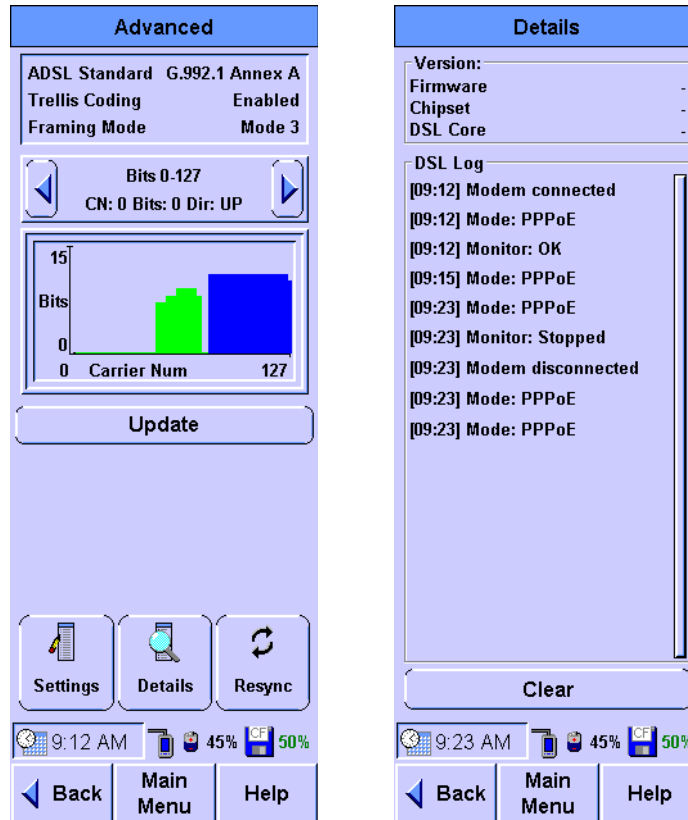 Advanced
ADSL Standard G.992.1 Annex A
Trellis Coding Enabled
Framing Mode Mode 3
Bits 0-127
CN: 0 Bits: 0 Dir: UP
15
Bits
0
0 Carrier Num 127
Update
Settings Details Resync
9:12 AM 45% CF 50%
Back Main Menu Help
Details
Version:
Firmware -
Chipset -
DSL Core -
DSL Log
[09:12] Modem connected
[09:12] Mode: PPPoE
[09:12] Monitor: OK
[09:15] Mode: PPPoE
[09:23] Mode: PPPoE
[09:23] Monitor: Stopped
[09:23] Modem disconnected
[09:23] Mode: PPPoE
[09:23] Mode: PPPoE
Clear
9:23 AM 45% CF 50%
Back Main Menu Help